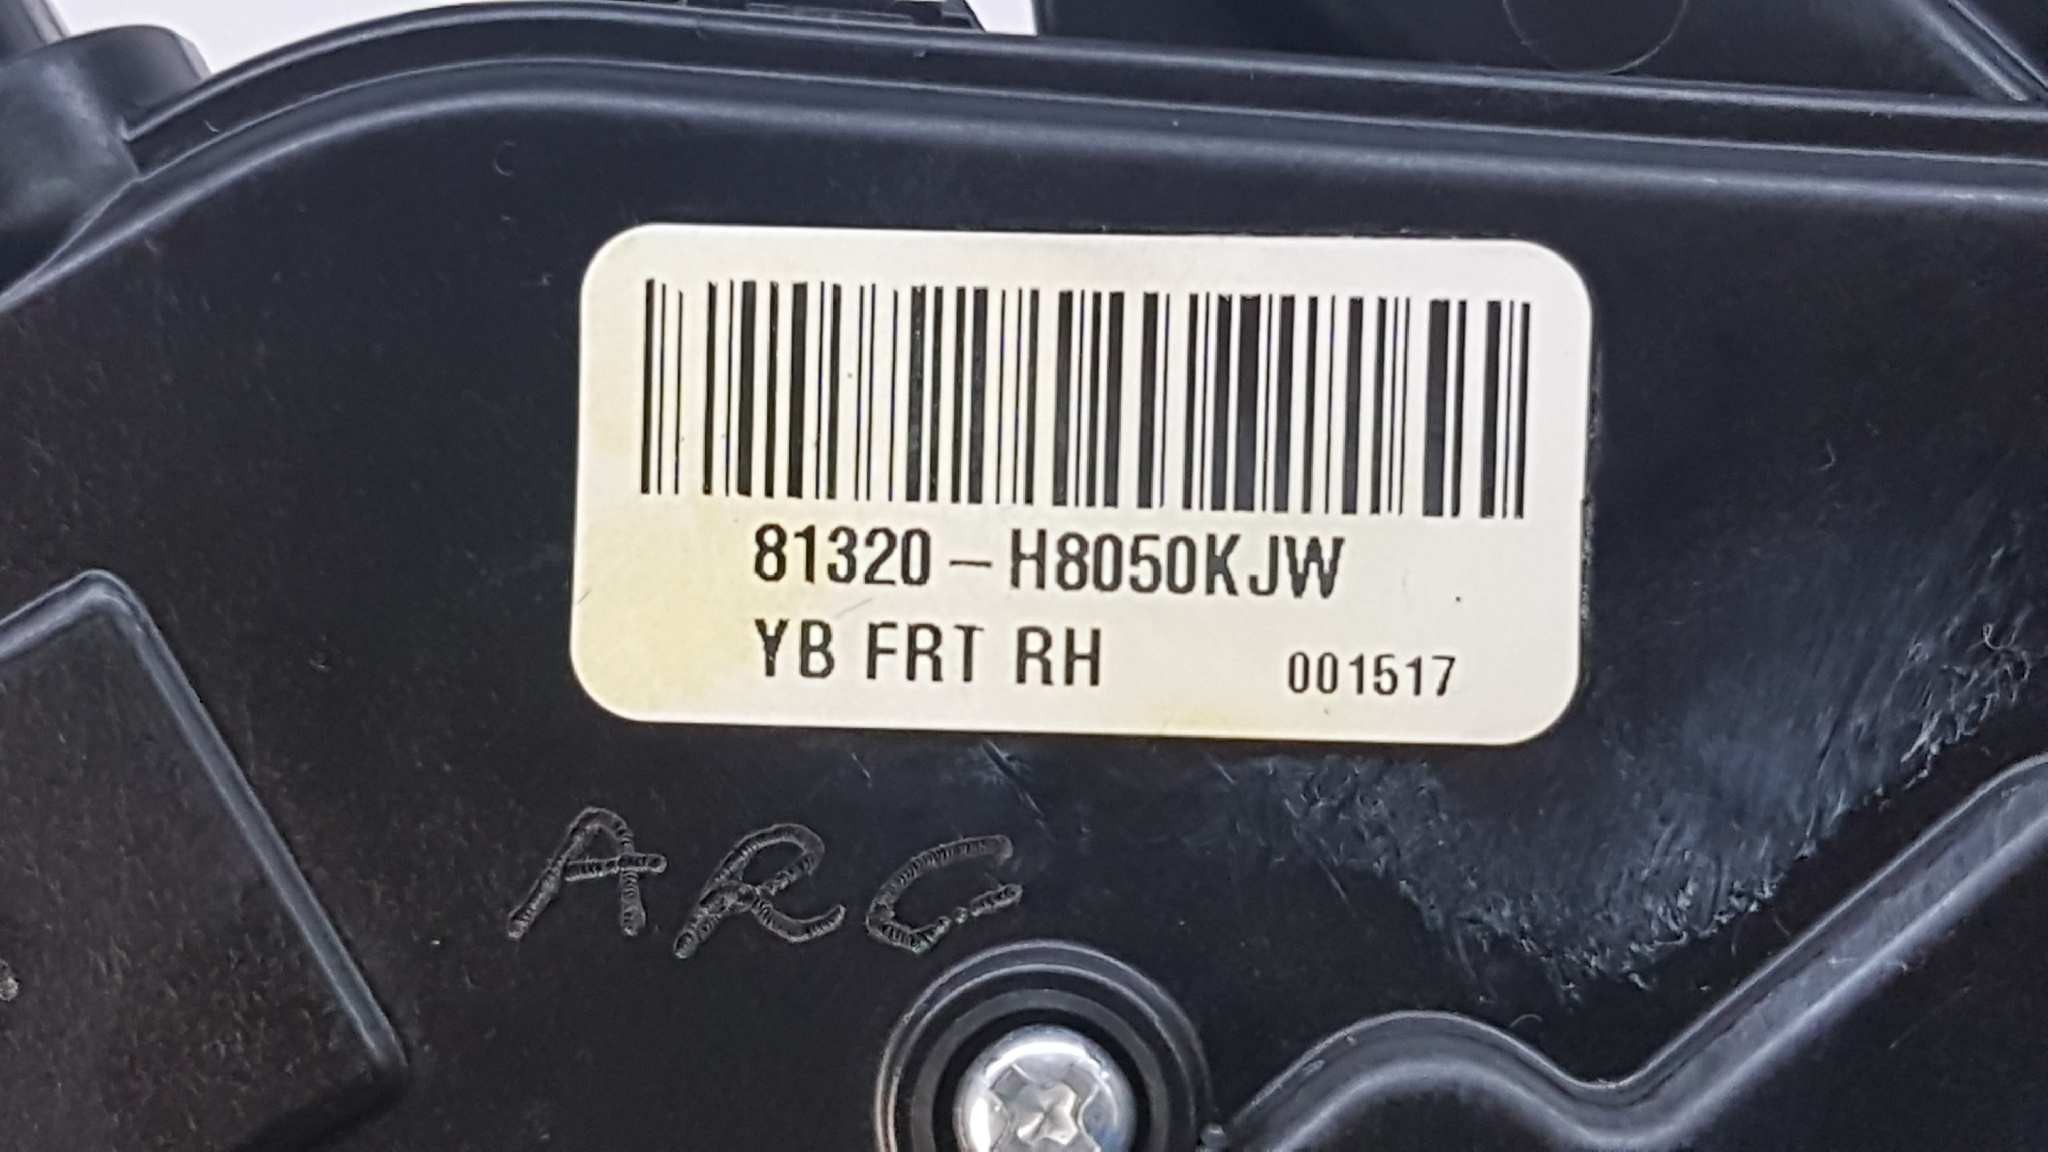 81320-H8050KJW
YB FRT RH 001517
ARC